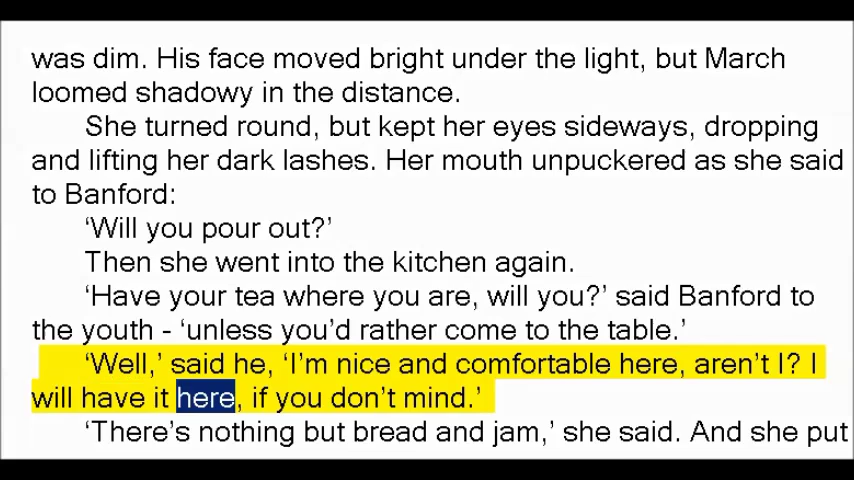 was dim. His face moved bright under the light, but March
loomed shadowy in the distance.
She turned round, but kept her eyes sideways, dropping
and lifting her dark lashes. Her mouth unpuckered as she said
to Banford:
‘Will you pour out?’
Then she went into the kitchen again.
‘Have your tea where you are, will you?’ said Banford to
the youth - ‘unless you’d rather come to the table.’
‘Well,’ said he, ‘I’m nice and comfortable here, aren’t I? I
will have it here, if you don’t mind.’
‘There’s nothing but bread and jam,’ she said. And she put